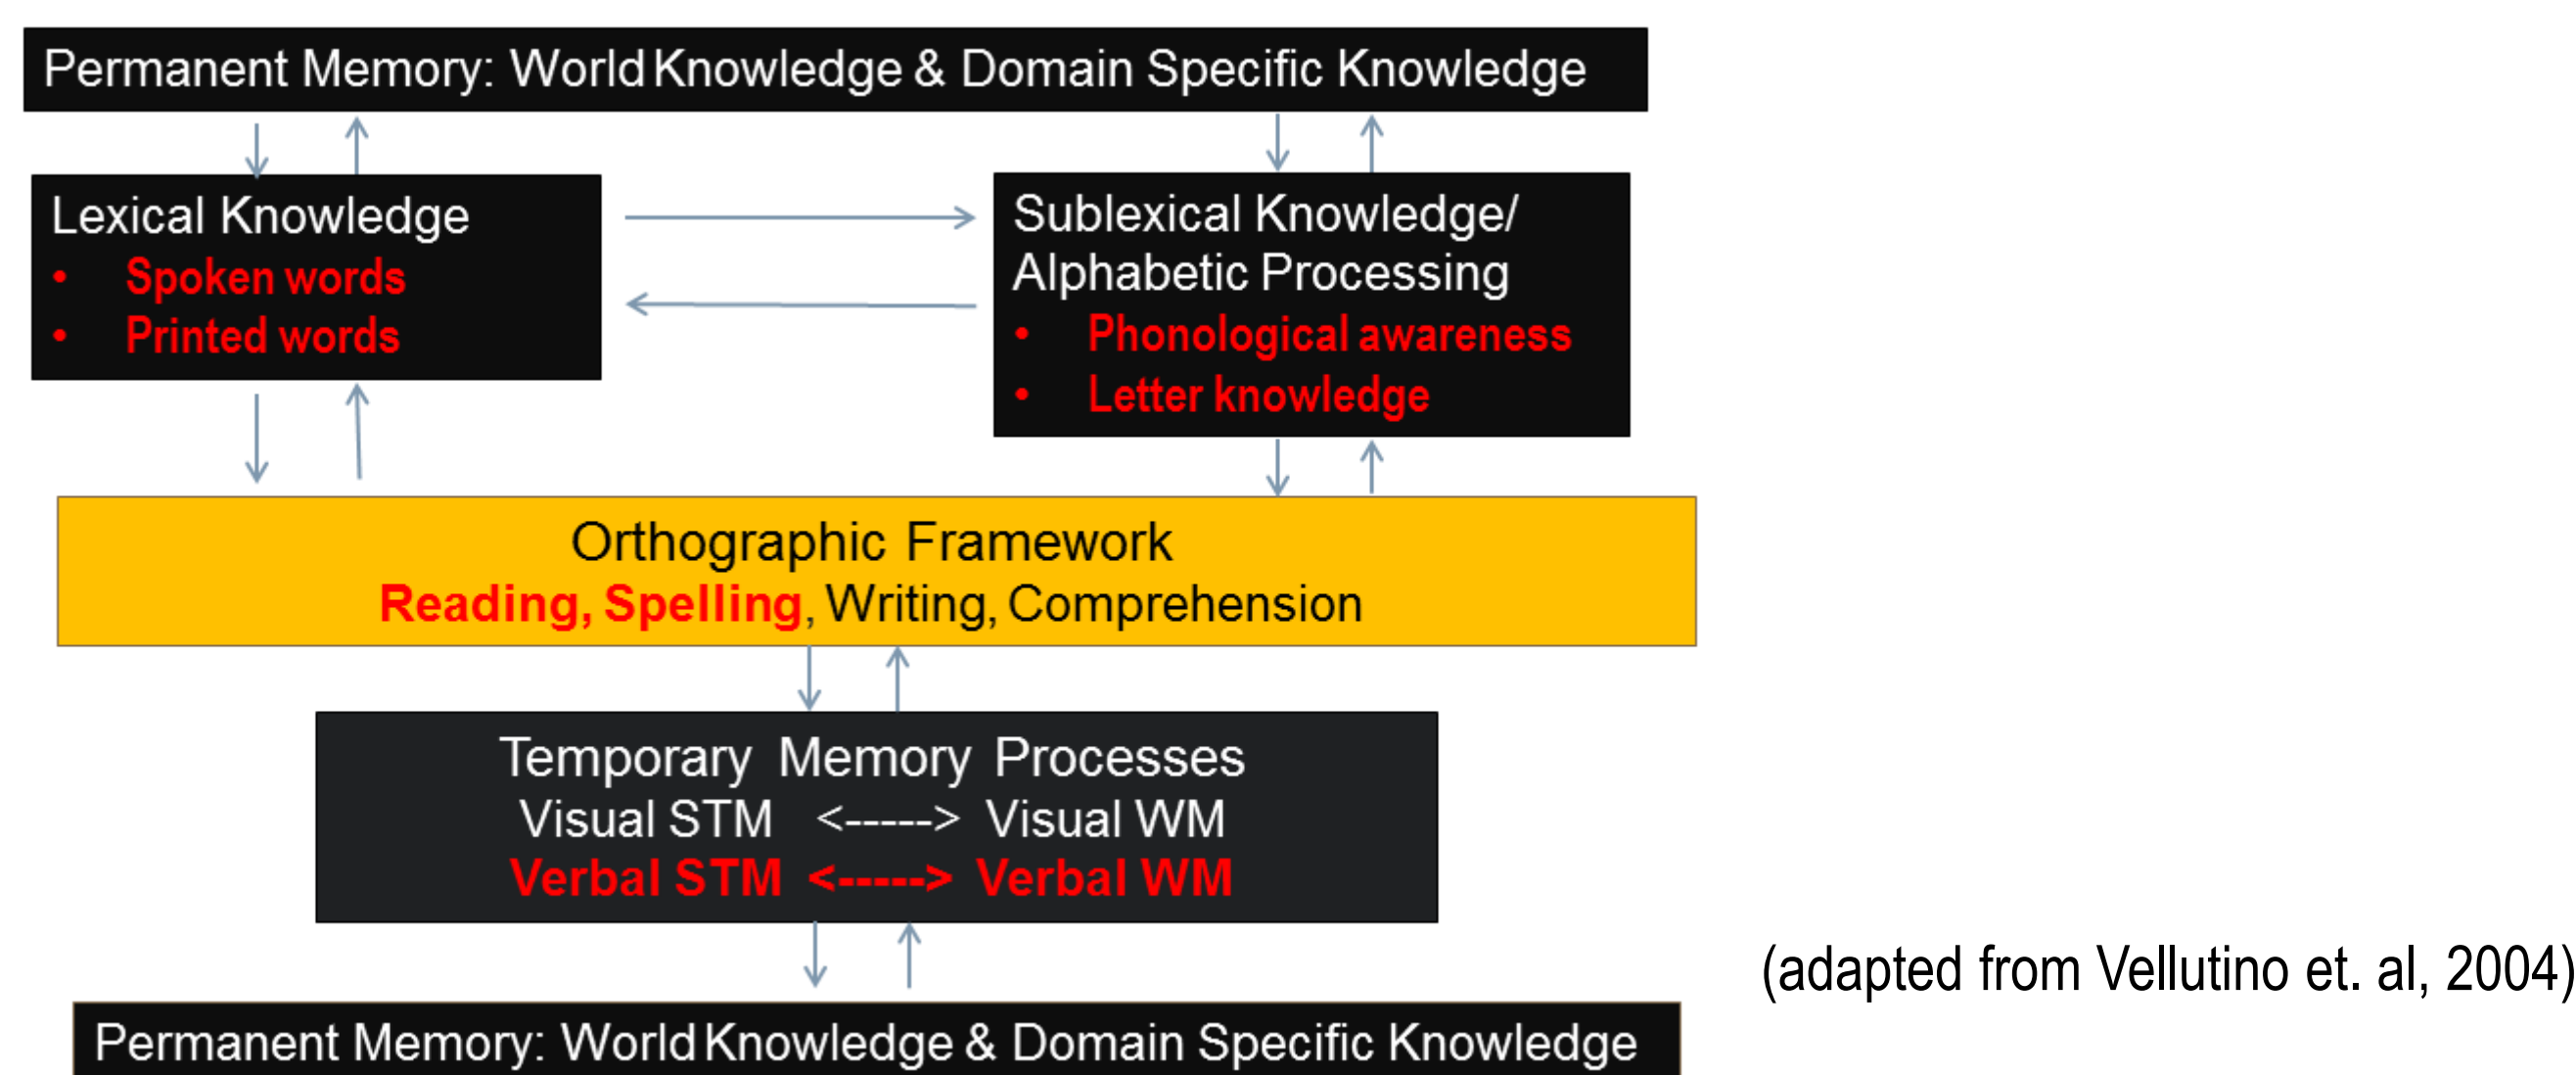 Permanent Memory: World Knowledge & Domain Specific Knowledge
Lexical Knowledge
• Spoken words
• Printed words
Sublexical Knowledge/
Alphabetic Processing
• Phonological awareness
• Letter knowledge
Orthographic Framework
Reading, Spelling, Writing, Comprehension
Temporary Memory Processes
Visual STM <-----> Visual WM
Verbal STM <-----> Verbal WM
(adapted from Vellutino et. al, 2004)
Permanent Memory: World Knowledge & Domain Specific Knowledge